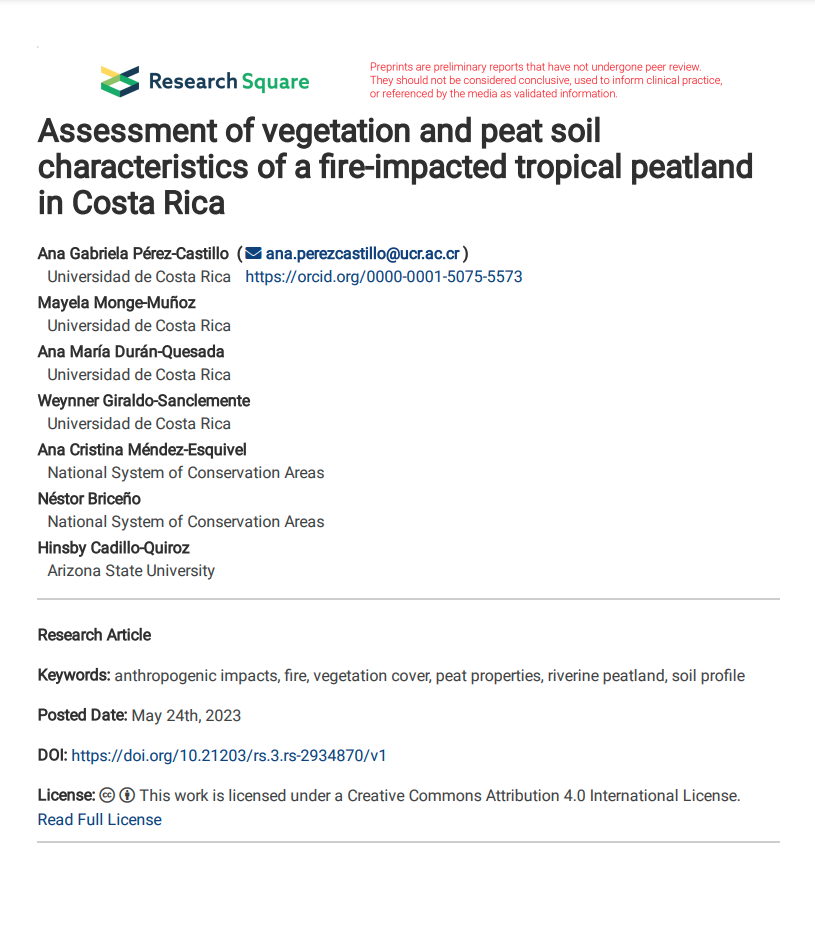 Research Square
Preprints are preliminary reports that have not undergone peer review.
They should not be considered conclusive, used to inform clinical practice,
or referenced by the media as validated information.
Assessment of vegetation and peat soil
characteristics of a fire-impacted tropical peatland
in Costa Rica
Ana Gabriela Pérez-Castillo ( ana.perezcastillo@ucr.ac.cr )
Universidad de Costa Rica https://orcid.org/0000-0001-5075-5573
Mayela Monge-Muñoz
Universidad de Costa Rica
Ana María Durán-Quesada
Universidad de Costa Rica
Weynner Giraldo-Sanclemente
Universidad de Costa Rica
Ana Cristina Méndez-Esquivel
National System of Conservation Areas
Néstor Briceño
National System of Conservation Areas
Hinsby Cadillo-Quiroz
Arizona State University
Research Article
Keywords: anthropogenic impacts, fire, vegetation cover, peat properties, riverine peatland, soil profile
Posted Date: May 24th, 2023
DOI: https://doi.org/10.21203/rs.3.rs-2934870/v1
License: This work is licensed under a Creative Commons Attribution 4.0 International License.
Read Full License